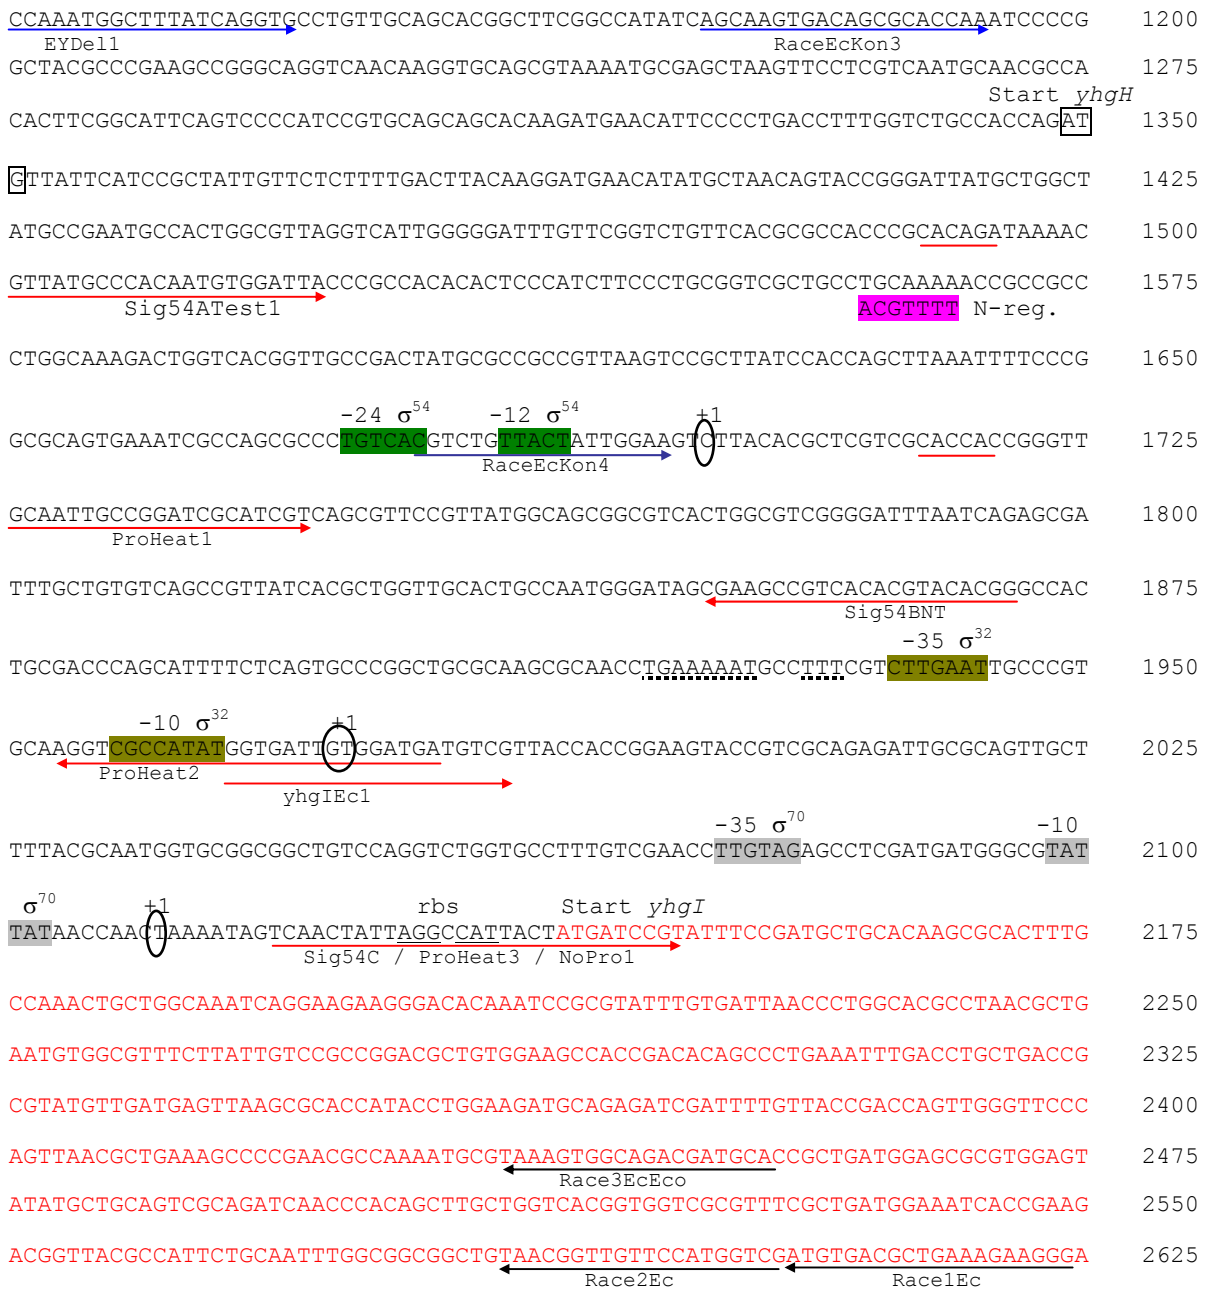 CCAAATGGCTTTATCAGGTGCCTGTTGCAGCACGGCTTCGGCCATATCAGCAAGTGACAGCGCACCAAATCCCCG 1200
EYDel1 RaceEcKon3
GCTACGCCCGAAGCCGGGCAGGTCAACAAGGTGCAGCGTAAAATGCGAGCTAAGTTCCTCGTCAATGCAACGCCA 1275
Start yhgH
CACTTCGGCATTCAGTCCCCATCCGTGCAGCAGCACAAGATGAACATTCCCCTGACCTTTGGTCTGCCACCAGAT 1350
GTTATTCATCCGCTATTGTTCTCTTTTGACTTACAAGGATGAACATATGCTAACAGTACCGGGATTATGCTGGCT 1425
ATGCCGAATGCCACTGGCGTTAGGTCATTGGGGGATTTGTTCGGTCTGTTCACGCGCCACCCGCACAGATAAAAC 1500
GTTATGCCCACAATGTGGATTACCCGCCACACACTCCCATCTTCCCTGCGGTCGCTGCCTGCAAAAACCGCCGCC 1575
Sig54ATest1 ACGTTTT N-reg.
CTGGCAAAGACTGGTCACGGTTGCCGACTATGCGCCGCCGTTAAGTCCGCTTATCCACCAGCTTAAATTTTCCCG 1650
-24 σ54 -12 σ54 +1
GCGCAGTGAAATCGCCAGCGCCCTGTCACGTCTGTTACTATTGGAAGTCTTACACGCTCGTCGCACCACCGGGTT 1725
RaceEcKon4
GCAATTGCCGGATCGCATCGTCAGCGTTCCGTTATGGCAGCGGCGTCACTGGCGTCGGGGATTTAATCAGAGCGA 1800
ProHeat1
TTTGCTGTGTCAGCCGTTATCACGCTGGTTGCACTGCCAATGGGATAGCGAAGCCGTCACACGTACACGGGCCAC 1875
Sig54BNT
-35 σ32
TGCGACCCAGCATTTTCTCAGTGCCCGGCTGCGCAAGCGCAACCTGAAAAATGCCTTTCGTCTTGAATTGCCCGT 1950
-10 σ32 +1
GCAAGGTCGCCATATGGTGATTGTGGATGATGTCGTTACCACCGGAAGTACCGTCGCAGAGATTGCGCAGTTGCT 2025
ProHeat2
yhgIEc1
-35 σ70 -10
TTTACGCAATGGTGCGGCGGCTGTCCAGGTCTGGTGCCTTTGTCGAACCTTGTAGAGCCTCGATGATGGGCGTAT 2100
σ70 +1 rbs Start yhgI
TATAACCAACTAAAATAGTCAACTATTAGGCCATTACTATGATCCGTATTTCCGATGCTGCACAAGCGCACTTTG 2175
Sig54C / ProHeat3 / NoPro1
CCAAACTGCTGGCAAATCAGGAAGAAGGGACACAAATCCGCGTATTTGTGATTAACCCTGGCACGCCTAACGCTG 2250
AATGTGGCGTTTCTTATTGTCCGCCGGACGCTGTGGAAGCCACCGACACAGCCCTGAAATTTGACCTGCTGACCG 2325
CGTATGTTGATGAGTTAAGCGCACCATACCTGGAAGATGCAGAGATCGATTTTGTTACCGACCAGTTGGGTTCCC 2400
AGTTAACGCTGAAAGCCCCGAACGCCAAAATGCGTAAAGTGGCAGACGATGCACCGCTGATGGAGCGCGTGGAGT 2475
Race3EcEco
ATATGCTGCAGTCGCAGATCAACCCACAGCTTGCTGGTCACGGTGGTCGCGTTTCGCTGATGGAAATCACCGAAG 2550
ACGGTTACGCCATTCTGCAATTTGGCGGCGGCTGTAACGGTTGTTCCATGGTCGATGTGACGCTGAAAGAAGGGA 2625
Race2Ec Race1Ec